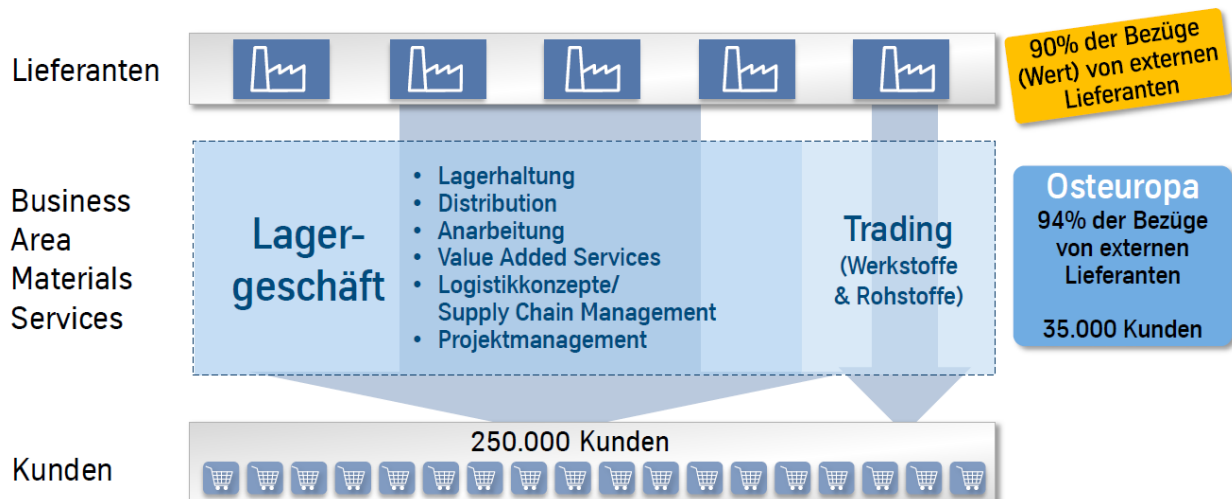 Lieferanten
90% der Bezüge
(Wert) von externen
Lieferanten
Business
Area
Materials
Services
Lager-
geschäft
• Lagerhaltung
• Distribution
• Anarbeitung
• Value Added Services
• Logistikkonzepte/
Supply Chain Management
• Projektmanagement
Trading
(Werkstoffe
& Rohstoffe)
Osteuropa
94% der Bezüge
von externen
Lieferanten
35.000 Kunden
Kunden
250.000 Kunden